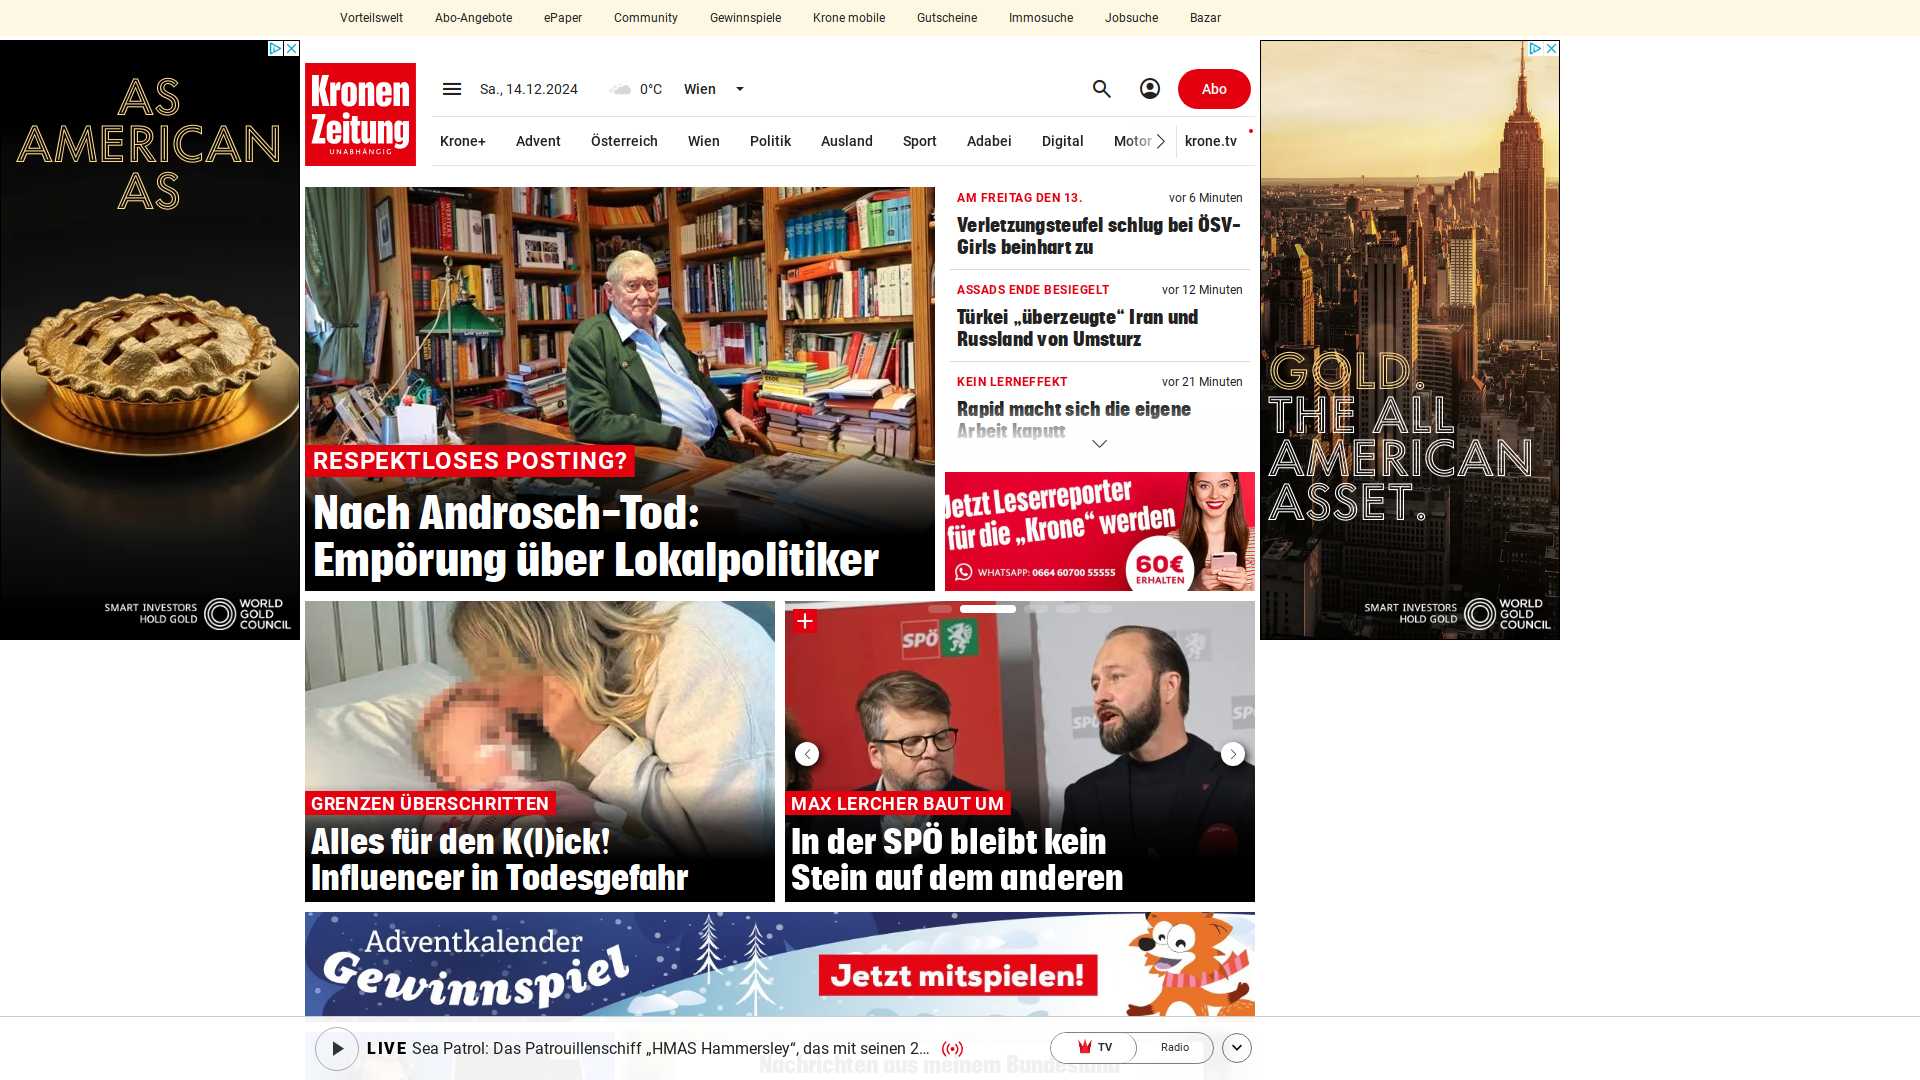 Vorteilswelt Abo-Angebote ePaper Community Gewinnspiele Krone mobile Gutscheine Immosuche Jobsuche Bazar
AS
AMERICAN
AS
SMART INVESTORS
HOLD GOLD
WORLD
GOLD
COUNCIL
Kronen
Zeitung
UNABHÄNGIG
Sa., 14.12.2024 0°C Wien
Abo
Krone+ Advent Österreich Wien Politik Ausland Sport Adabei Digital Motor krone.tv
RESPEKTLOSES POSTING?
Nach Androsch-Tod:
Empörung über Lokalpolitiker
AM FREITAG DEN 13. vor 6 Minuten
Verletzungsteufel schlug bei ÖSV-
Girls beinhart zu
ASSADS ENDE BESIEGELT vor 12 Minuten
Türkei „überzeugte“ Iran und
Russland von Umsturz
KEIN LERNEFFEKT vor 21 Minuten
Rapid macht sich die eigene
Arbeit kaputt
Jetzt Leserreporter
für die „Krone“ werden
WHATSAPP: 0664 60700 55555
60€
ERHALTEN
GOLD.
THE ALL
AMERICAN
ASSET.
SMART INVESTORS
HOLD GOLD
WORLD
GOLD
COUNCIL
GRENZEN ÜBERSCHRITTEN
Alles für den K(l)ick!
Influencer in Todesgefahr
SPÖ
SPÖ
SP
MAX LERCHER BAUT UM
In der SPÖ bleibt kein
Stein auf dem anderen
Adventkalender
Gewinnspiel
Jetzt mitspielen!
LIVE Sea Patrol: Das Patrouillenschiff „HMAS Hammersley“, das mit seinen 2...
TV Radio
Nachrichten aus meinem Bundesland